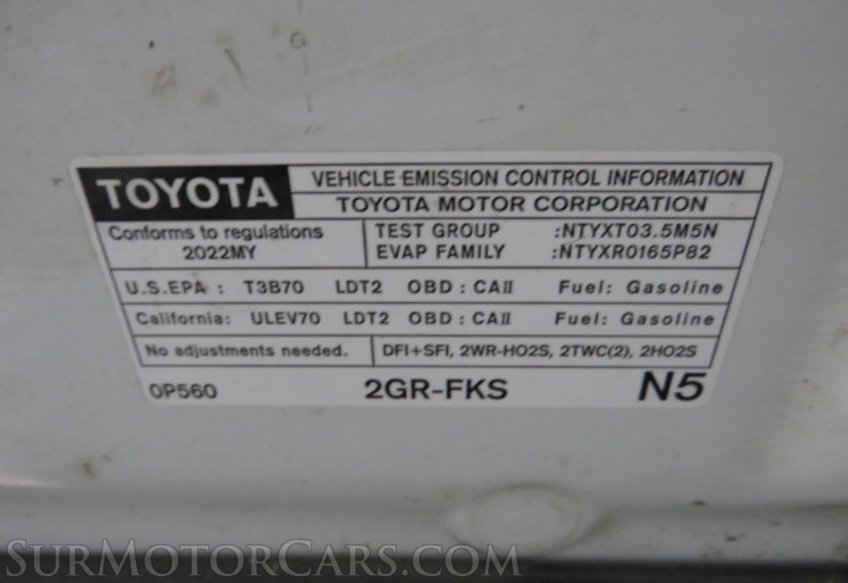 TOYOTA
VEHICLE EMISSION CONTROL INFORMATION
TOYOTA MOTOR CORPORATION
Conforms to regulations
2022MY
TEST GROUP :NTYXT03.5M5N
EVAP FAMILY :NTYXR0165P82
U.S.EPA : T3B70 LDT2 OBD : CAII Fuel: Gasoline
California: ULEV70 LDT2 OBD : CAII Fuel: Gasoline
No adjustments needed. DFI+SFI, 2WR-HO2S, 2TWC(2), 2HO2S
0P560 2GR-FKS N5
SURMOTORCARS.COM